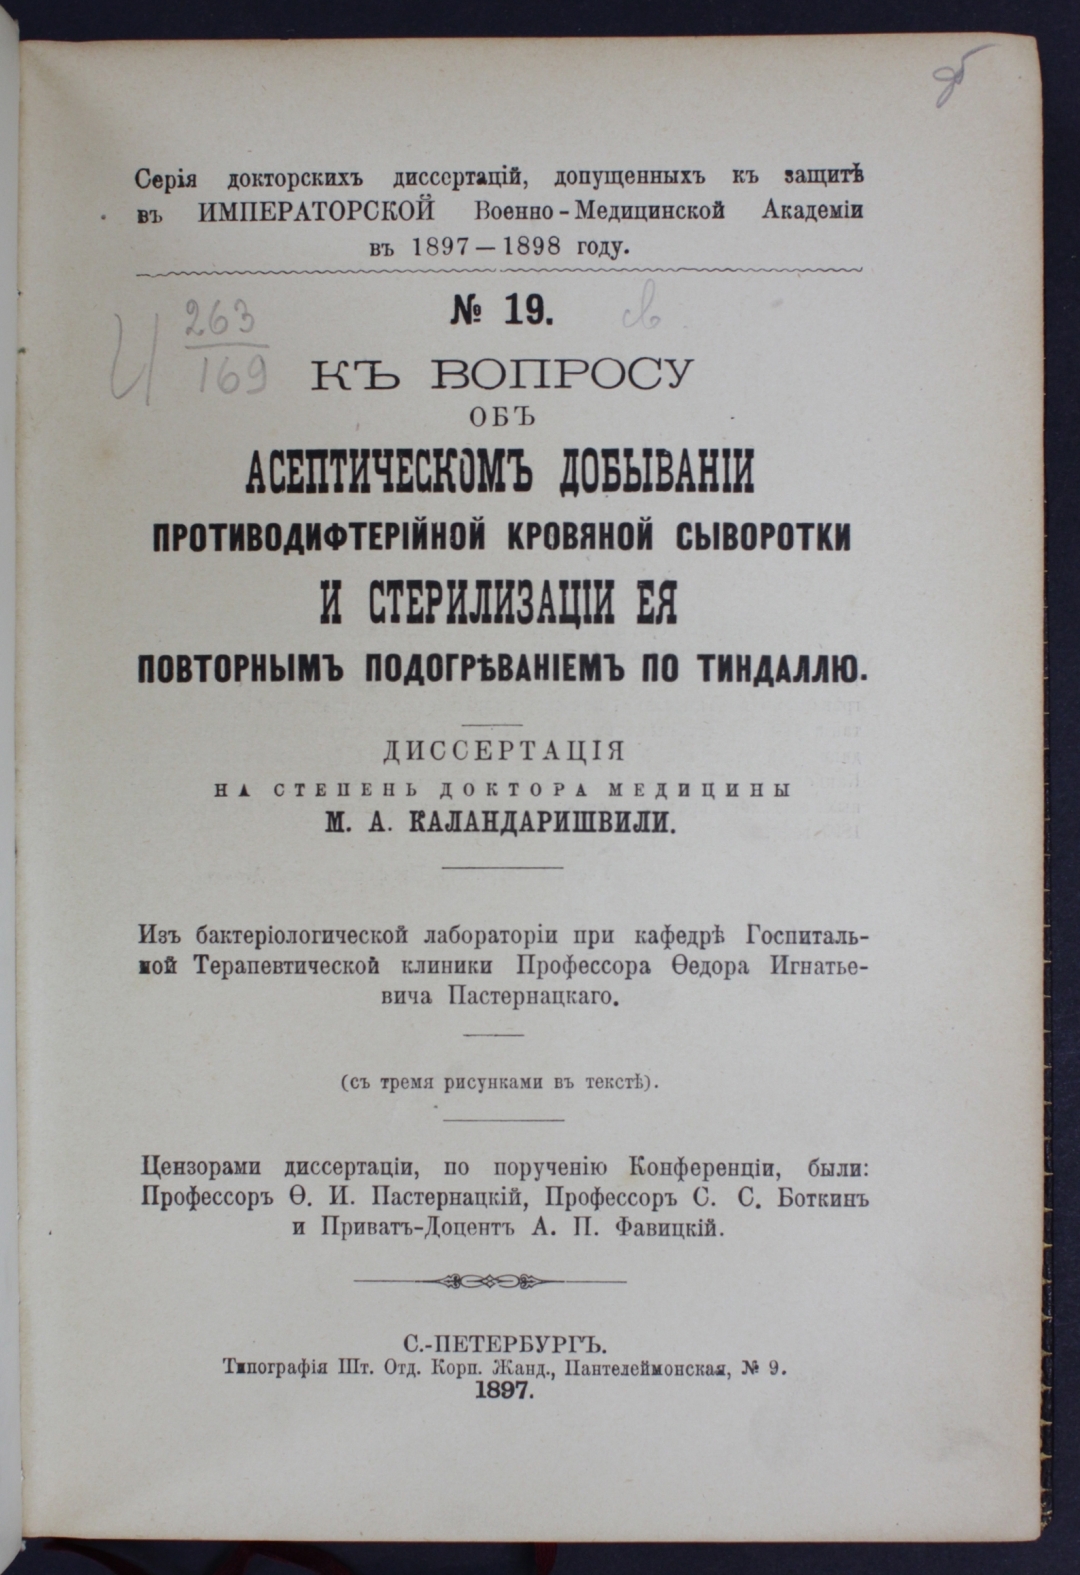 Серія докторскихъ диссертацій, допущенныхъ къ защитѣ
въ ИМПЕРАТОРСКОЙ Военно-Медицинской Академіи
въ 1897—1898 году.
№ 19.
263
169
КЪ ВОПРОСУ
ОБЪ
АСЕПТИЧЕСКОМЪ ДОБЫВАНІИ
ПРОТИВОДИФТЕРІЙНОЙ КРОВЯНОЙ СЫВОРОТКИ
И СТЕРИЛИЗАЦІИ ЕЯ
ПОВТОРНЫМЪ ПОДОГРѢВАНІЕМЪ ПО ТИНДАЛЛЮ.
ДИССЕРТАЦІЯ
НА СТЕПЕНЬ ДОКТОРА МЕДИЦИНЫ
М. А. КАЛАНДАРИШВИЛИ.
Изъ бактеріологической лабораторіи при кафедрѣ Госпиталь-
ной Терапевтической клиники Профессора Ѳедора Игнатье-
вича Пастернацкаго.
(съ тремя рисунками въ текстѣ).
Цензорами диссертаціи, по порученію Конференціи, были:
Профессоръ Ѳ. И. Пастернацкій, Профессоръ С. С. Боткинъ
и Приватъ-Доцентъ А. П. Фавицкій.
С.-ПЕТЕРБУРГЪ.
Типографія Шт. Отд. Корп. Жанд., Пантелеймонская, № 9.
1897.